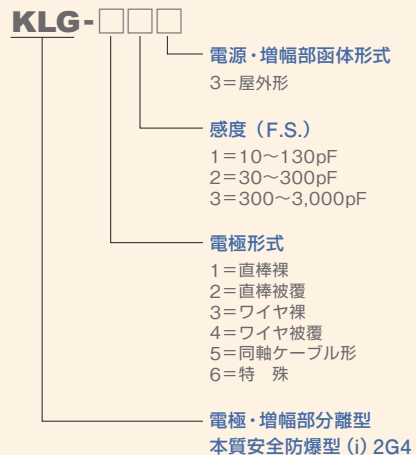 KLG-□□□
電源・増幅部函体形式
3＝屋外形
感度（F.S.）
1＝10～130pF
2＝30～300pF
3＝300～3,000pF
電極形式
1＝直棒裸
2＝直棒被覆
3＝ワイヤ裸
4＝ワイヤ被覆
5＝同軸ケーブル形
6＝特　殊
電極・増幅部分離型
本質安全防爆型（i）2G4